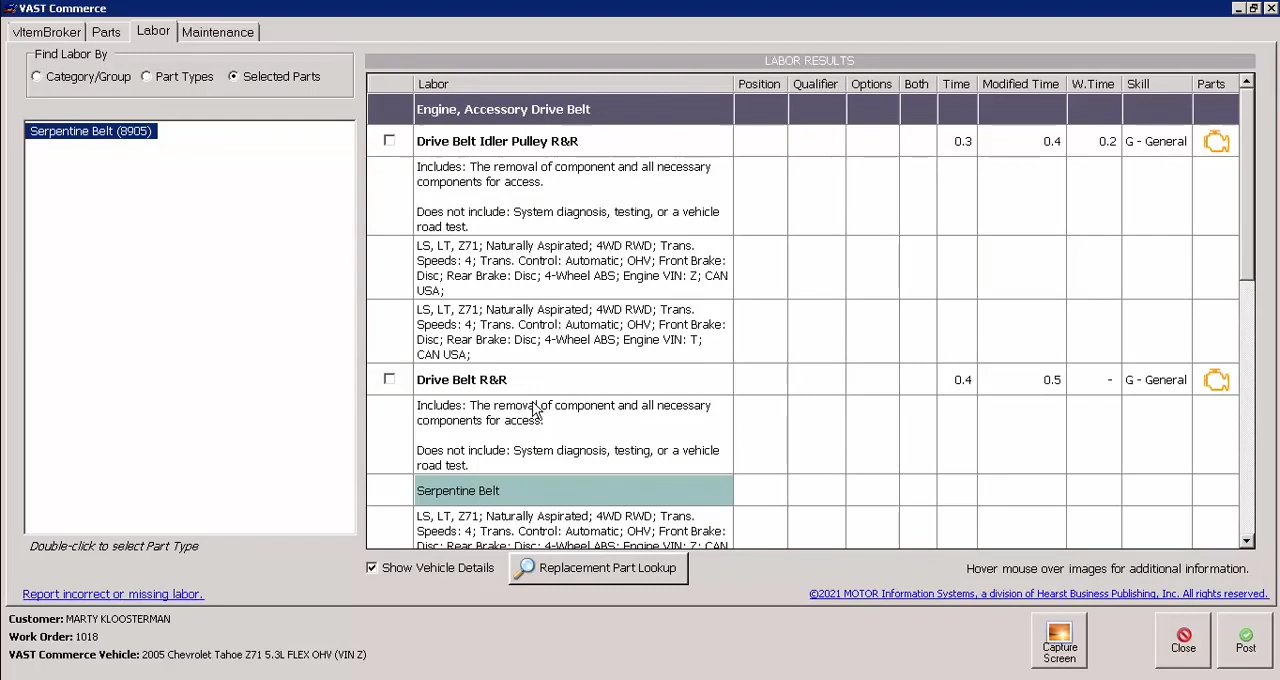 VAST Commerce
vItemBroker Parts Labor Maintenance
Find Labor By
Category/Group Part Types Selected Parts
Serpentine Belt (8905)
Double-click to select Part Type
Report incorrect or missing labor.
LABOR RESULTS
Labor Position Qualifier Options Both Time Modified Time W.Time Skill Parts
Engine, Accessory Drive Belt
Drive Belt Idler Pulley R&R 0.3 0.4 0.2 G - General
Includes: The removal of component and all necessary
components for access.
Does not include: System diagnosis, testing, or a vehicle
road test.
LS, LT, Z71; Naturally Aspirated; 4WD RWD; Trans.
Speeds: 4; Trans. Control: Automatic; OHV; Front Brake:
Disc; Rear Brake: Disc; 4-Wheel ABS; Engine VIN: Z; CAN
USA;
LS, LT, Z71; Naturally Aspirated; 4WD RWD; Trans.
Speeds: 4; Trans. Control: Automatic; OHV; Front Brake:
Disc; Rear Brake: Disc; 4-Wheel ABS; Engine VIN: T;
CAN USA;
Drive Belt R&R 0.4 0.5 - G - General
Includes: The removal of component and all necessary
components for access.
Does not include: System diagnosis, testing, or a vehicle
road test.
Serpentine Belt
LS, LT, Z71; Naturally Aspirated; 4WD RWD; Trans.
Speeds: 4; Trans. Control: Automatic; OHV; Front Brake:
Disc; Rear Brake: Disc; 4-Wheel ABS; Engine VIN: Z; CAN
Show Vehicle Details Replacement Part Lookup Hover mouse over images for additional information.
©2021 MOTOR Information Systems, a division of Hearst Business Publishing, Inc. All rights reserved.
Customer: MARTY KLOOSTERMAN
Work Order: 1018
VAST Commerce Vehicle: 2005 Chevrolet Tahoe Z71 5.3L FLEX OHV (VIN Z)
Capture
Screen
Close
Post